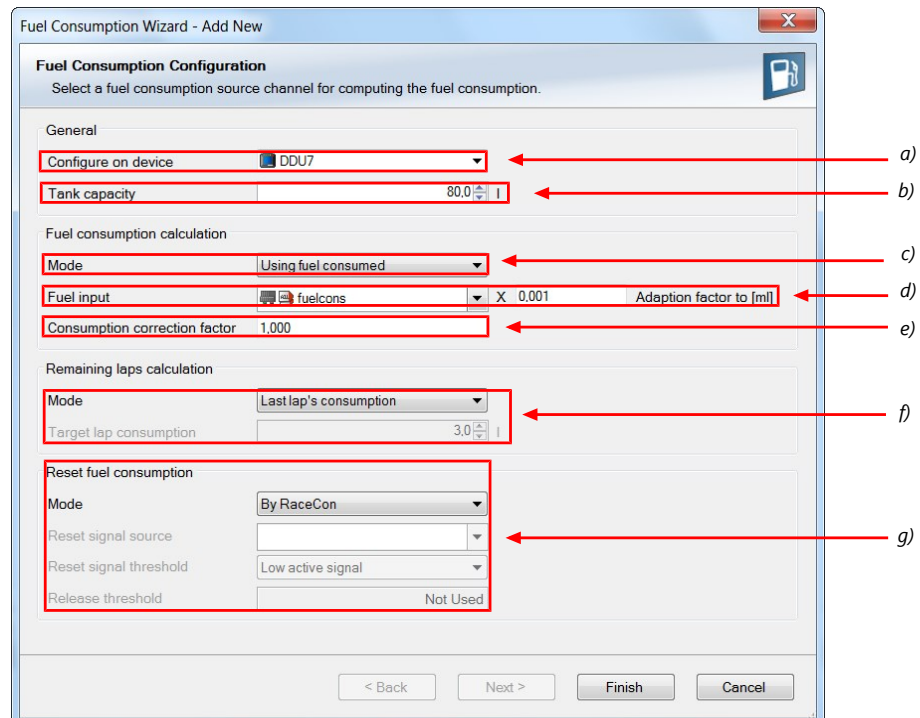 Fuel Consumption Wizard - Add New
Fuel Consumption Configuration
Select a fuel consumption source channel for computing the fuel consumption.
General
Configure on device DDU7 a)
Tank capacity 80,0 l b)
Fuel consumption calculation
Mode Using fuel consumed c)
Fuel input fuelcons X 0,001 Adaption factor to [ml] d)
Consumption correction factor 1,000 e)
Remaining laps calculation
Mode Last lap's consumption f)
Target lap consumption 3,0 l
Reset fuel consumption
Mode By RaceCon
Reset signal source g)
Reset signal threshold Low active signal
Release threshold Not Used
< Back Next > Finish Cancel